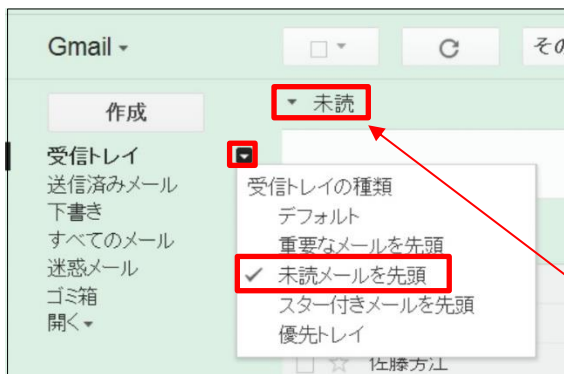 Gmail
その
未読
作成
受信トレイ
送信済みメール
下書き
すべてのメール
迷惑メール
ゴミ箱
開く
受信トレイの種類
デフォルト
重要なメールを先頭
未読メールを先頭
スター付きメールを先頭
優先トレイ
佐藤芳江